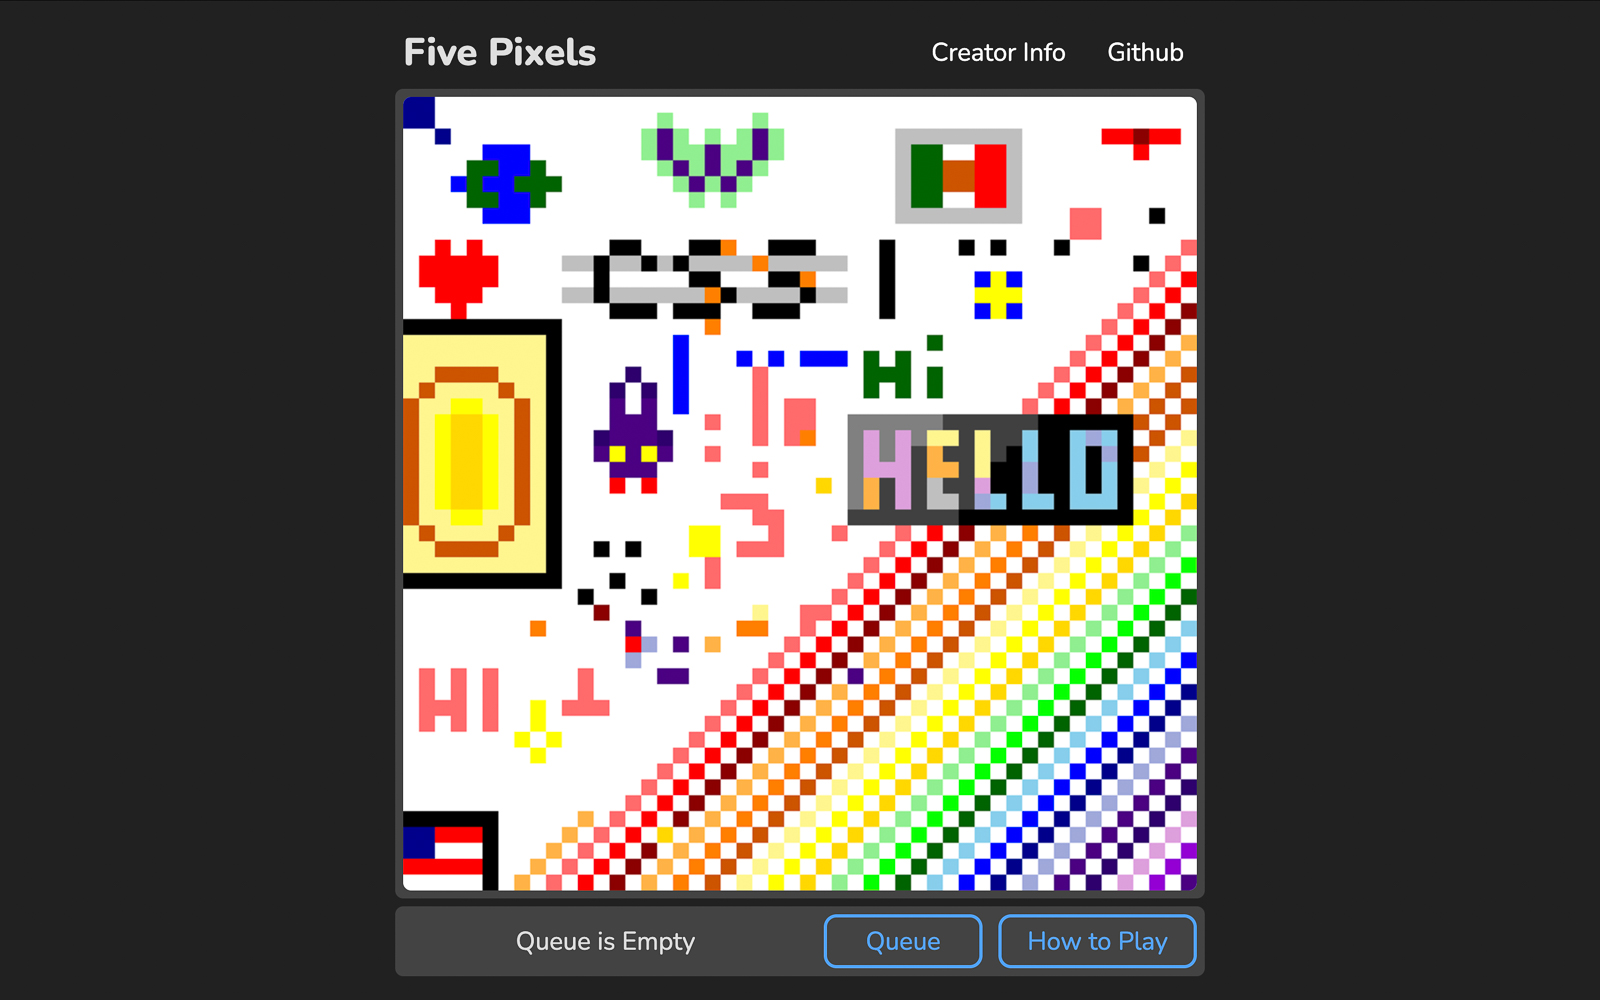 Five Pixels
Creator Info
Github
CSS
Hi
HELLO
HI
Queue is Empty
Queue
How to Play